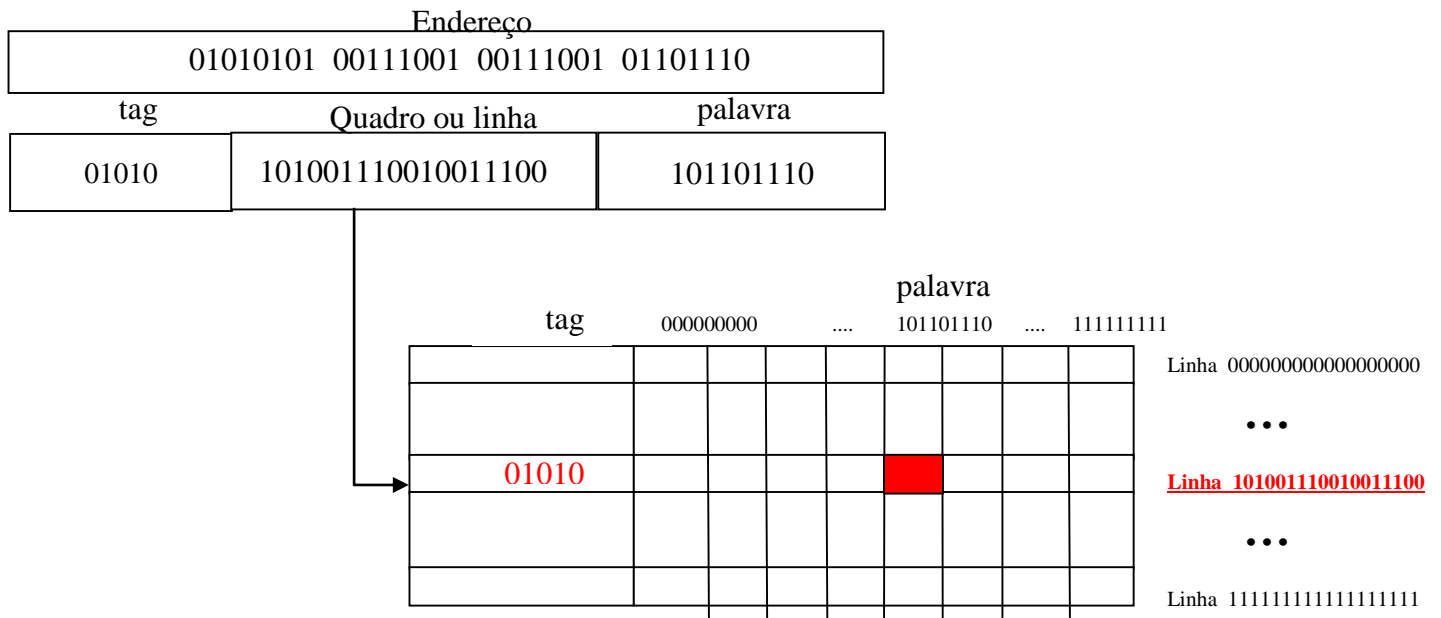 Endereço
01010101 00111001 00111001 01101110
tag Quadro ou linha palavra
01010 101001110010011100 101101110
palavra
tag 000000000 .... 101101110 .... 111111111
Linha 000000000000000000
...
01010 Linha 101001110010011100
...
Linha 111111111111111111